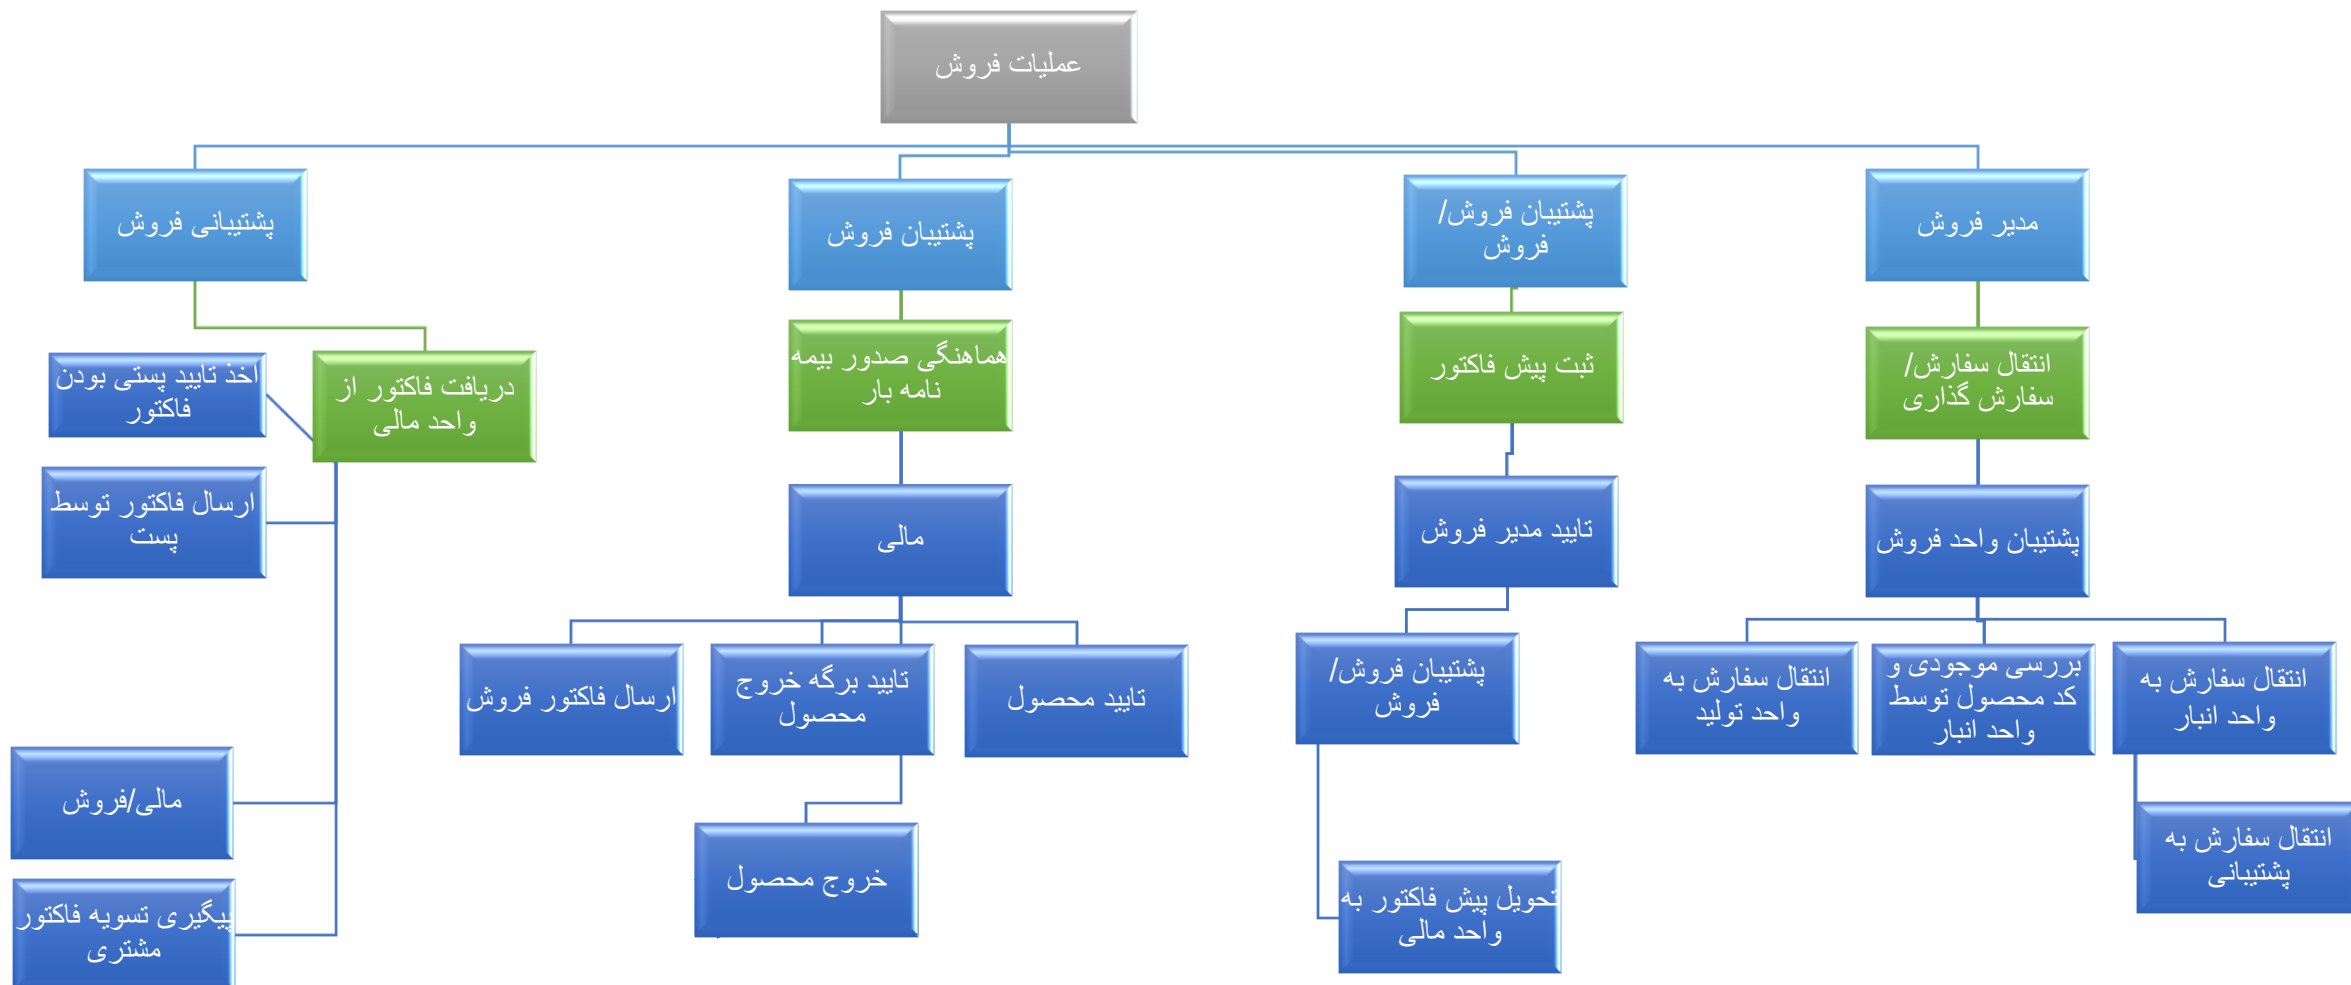 عملیات فروش
مدیر فروش
پشتیبان فروش/
فروش
پشتیبان فروش
پشتیبانی فروش
انتقال سفارش/
سفارش گذاری
ثبت پیش فاکتور
هماهنگی صدور بیمه
نامه بار
دریافت فاکتور از
واحد مالی
اخذ تایید پستی بودن
فاکتور
پشتیبان واحد فروش
تایید مدیر فروش
مالی
ارسال فاکتور توسط
پست
انتقال سفارش به
واحد انبار
بررسی موجودی و
کد محصول توسط
واحد انبار
انتقال سفارش به
واحد تولید
پشتیبان فروش/
فروش
تایید محصول
تایید برگه خروج
محصول
ارسال فاکتور فروش
مالی/فروش
انتقال سفارش به
پشتیبانی
تحویل پیش فاکتور به
واحد مالی
خروج محصول
پیگیری تسویه فاکتور
مشتری